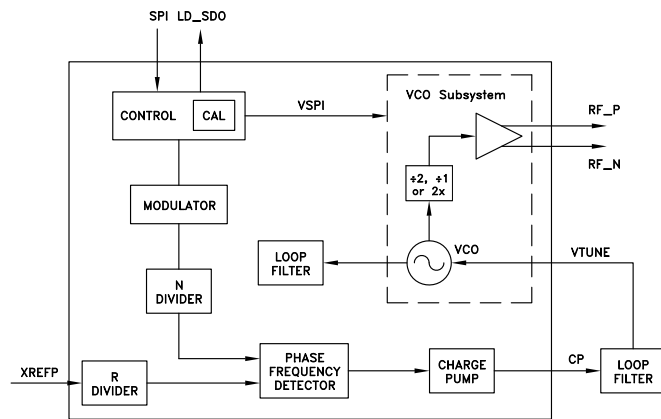 SPI LD_SDO
CONTROL
CAL
VSPI
VCO Subsystem
RF_P
RF_N
÷2, ÷1
or 2x
MODULATOR
LOOP
FILTER
VCO
VTUNE
N
DIVIDER
XREFP
R
DIVIDER
PHASE
FREQUENCY
DETECTOR
CHARGE
PUMP
CP
LOOP
FILTER